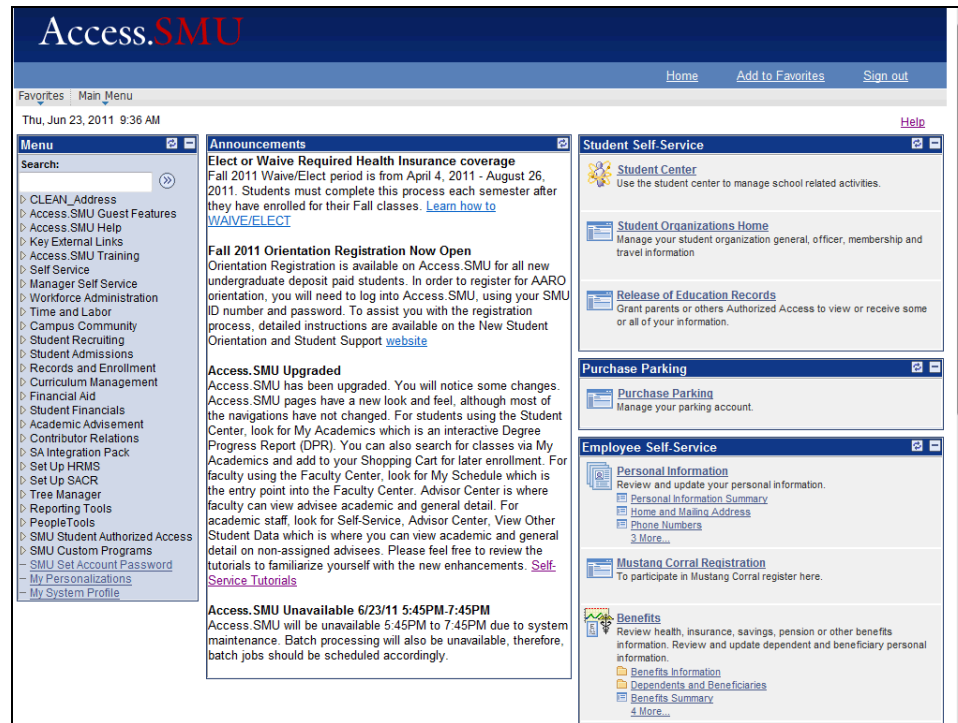 Access.SMU
Home Add to Favorites Sign out
Favorites Main Menu
Thu, Jun 23, 2011 9:36 AM
Help
Menu
Search:
CLEAN_Address
Access.SMU Guest Features
Access.SMU Help
Key External Links
Access.SMU Training
Self Service
Manager Self Service
Workforce Administration
Time and Labor
Campus Community
Student Recruiting
Student Admissions
Records and Enrollment
Curriculum Management
Financial Aid
Student Financials
Academic Advisement
Contributor Relations
SA Integration Pack
Set Up HRMS
Set Up SACR
Tree Manager
Reporting Tools
PeopleTools
SMU Student Authorized Access
SMU Custom Programs
SMU Set Account Password
My Personalizations
My System Profile
Announcements
Elect or Waive Required Health Insurance coverage
Fall 2011 Waive/Elect period is from April 4, 2011 - August 26,
2011. Students must complete this process each semester after
they have enrolled for their Fall classes. Learn how to
WAIVE/ELECT
Fall 2011 Orientation Registration Now Open
Orientation Registration is available on Access.SMU for all new
undergraduate deposit paid students. In order to register for AARO
orientation, you will need to log into Access.SMU, using your SMU
ID number and password. To assist you with the registration
process, detailed instructions are available on the New Student
Orientation and Student Support website
Access.SMU Upgraded
Access.SMU has been upgraded. You will notice some changes.
Access.SMU pages have a new look and feel, although most of
the navigations have not changed. For students using the Student
Center, look for My Academics which is an interactive Degree
Progress Report (DPR). You can also search for classes via My
Academics and add to your Shopping Cart for later enrollment. For
faculty using the Faculty Center, look for My Schedule which is
the entry point into the Faculty Center. Advisor Center is where
faculty can view advisee academic and general detail. For
academic staff, look for Self-Service, Advisor Center, View Other
Student Data which is where you can view academic and general
detail on non-assigned advisees. Please feel free to review the
tutorials to familiarize yourself with the new enhancements. Self-
Service Tutorials
Access.SMU Unavailable 6/23/11 5:45PM-7:45PM
Access.SMU will be unavailable 5:45PM to 7:45PM due to system
maintenance. Batch processing will also be unavailable, therefore,
batch jobs should be scheduled accordingly.
Student Self-Service
Student Center
Use the student center to manage school related activities.
Student Organizations Home
Manage your student organization general, officer, membership and
travel information
Release of Education Records
Grant parents or others Authorized Access to view or receive some
or all of your information.
Purchase Parking
Purchase Parking
Manage your parking account.
Employee Self-Service
Personal Information
Review and update your personal information.
Personal Information Summary
Home and Mailing Address
Phone Numbers
3 More...
Mustang Corral Registration
To participate in Mustang Corral register here.
Benefits
Review health, insurance, savings, pension or other benefits
information. Review and update dependent and beneficiary personal
information.
Benefits Information
Dependents and Beneficiaries
Benefits Summary
4 More...